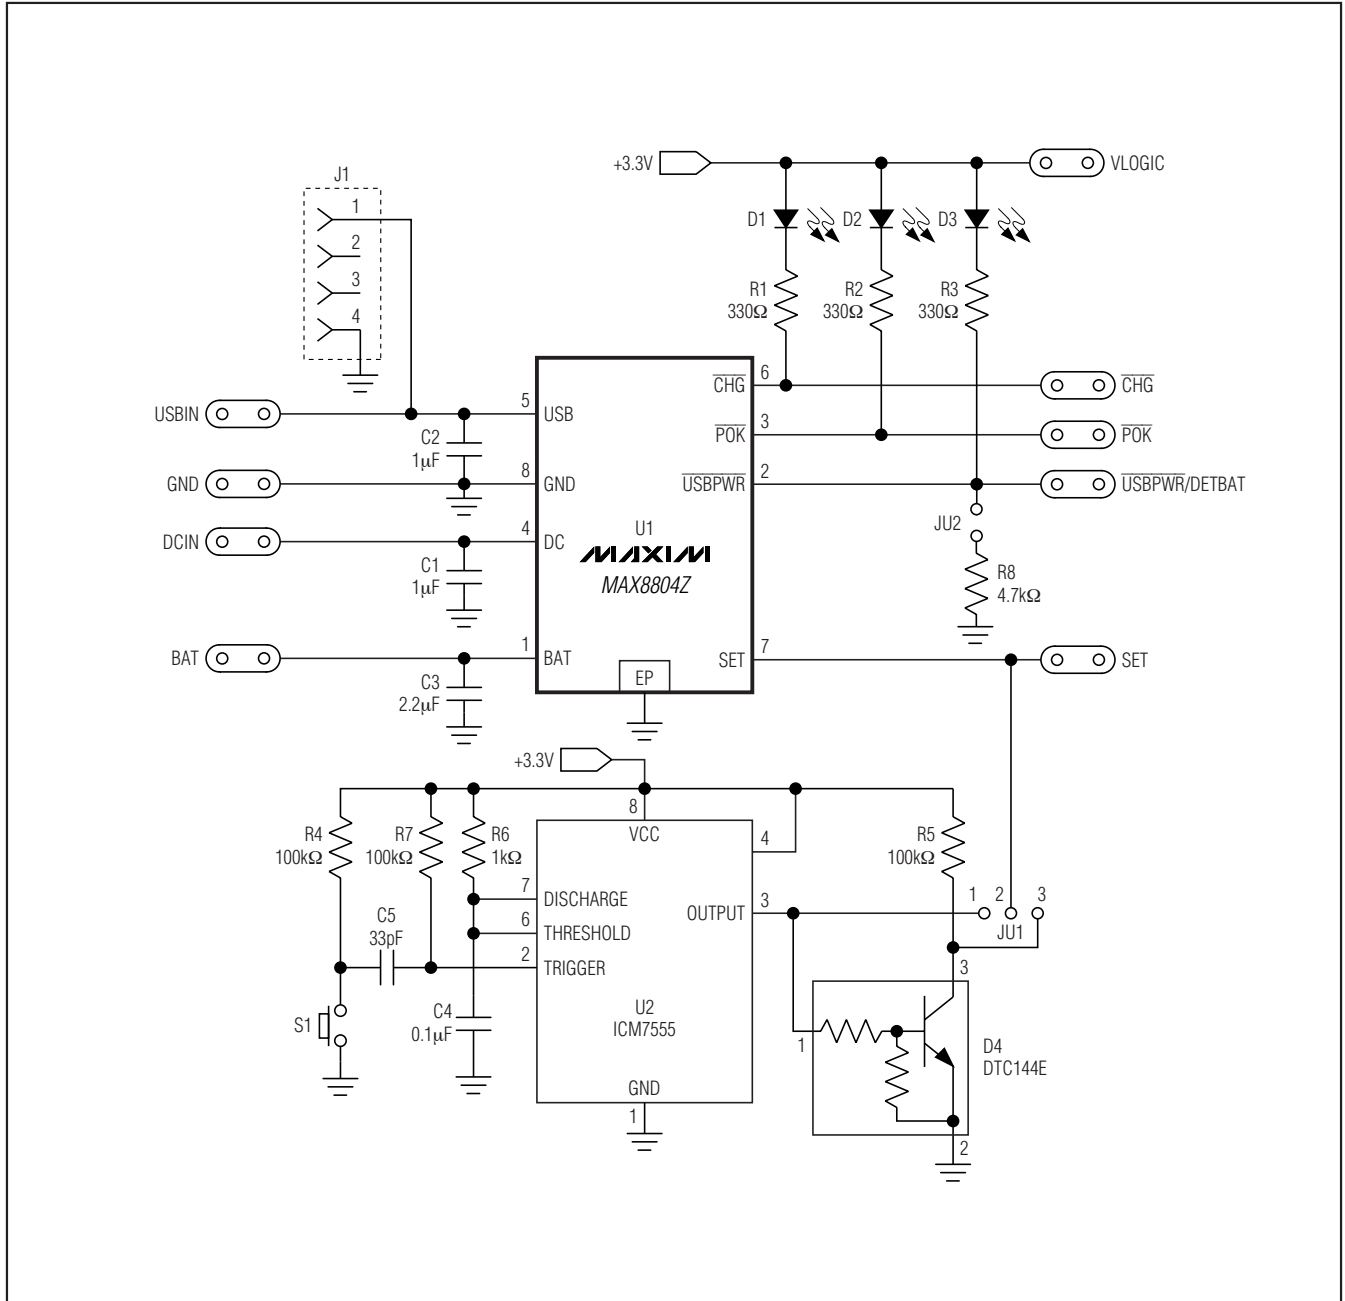 +3.3V
VLOGIC
J1
1
2
3
4
D1
D2
D3
R1
330Ω
R2
330Ω
R3
330Ω
USBIN
5
USB
C2
1µF
GND
8
GND
DCIN
4
DC
C1
1µF
BAT
1
BAT
C3
2.2µF
U1
MAXIM
MAX8804Z
EP
CHG
6
CHG
POK
3
POK
USBPWR
2
USBPWR/DETBAT
JU2
R8
4.7kΩ
SET
7
SET
+3.3V
R4
100kΩ
R7
100kΩ
R6
1kΩ
8
VCC
4
R5
100kΩ
7
DISCHARGE
6
THRESHOLD
2
TRIGGER
OUTPUT
3
1
2
3
JU1
C5
33pF
S1
C4
0.1µF
U2
ICM7555
GND
1
3
1
D4
DTC144E
2